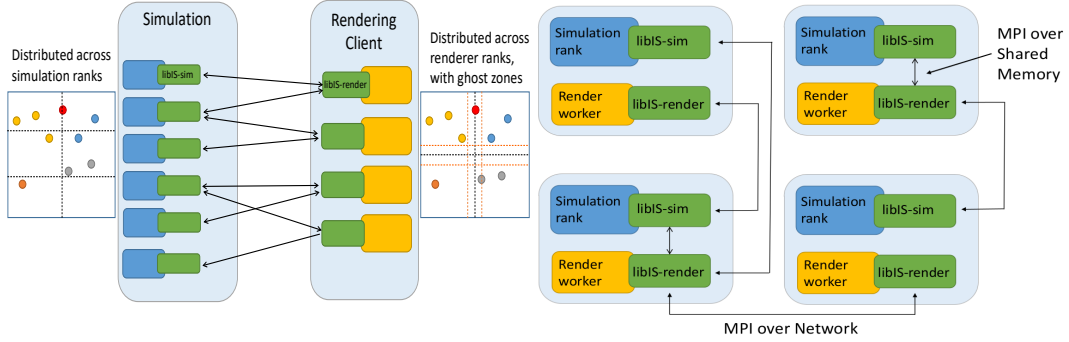 Simulation
Rendering
Client
Distributed across
simulation ranks
libIS-sim
libIS-render
Distributed across
renderer ranks,
with ghost zones
Simulation
rank
libIS-sim
Render
worker
libIS-render
Simulation
rank
libIS-sim
Render
worker
libIS-render
MPI over
Shared
Memory
Simulation
rank
libIS-sim
Render
worker
libIS-render
Simulation
rank
libIS-sim
Render
worker
libIS-render
MPI over Network